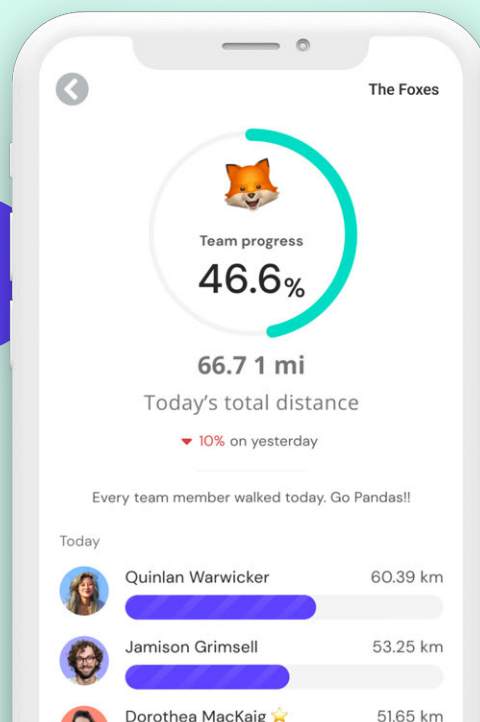 The Foxes
Team progress
46.6%
66.7 1 mi
Today's total distance
10% on yesterday
Every team member walked today. Go Pandas!!
Today
Quinlan Warwicker 60.39 km
Jamison Grimsell 53.25 km
Dorothea MacKaig 51.65 km